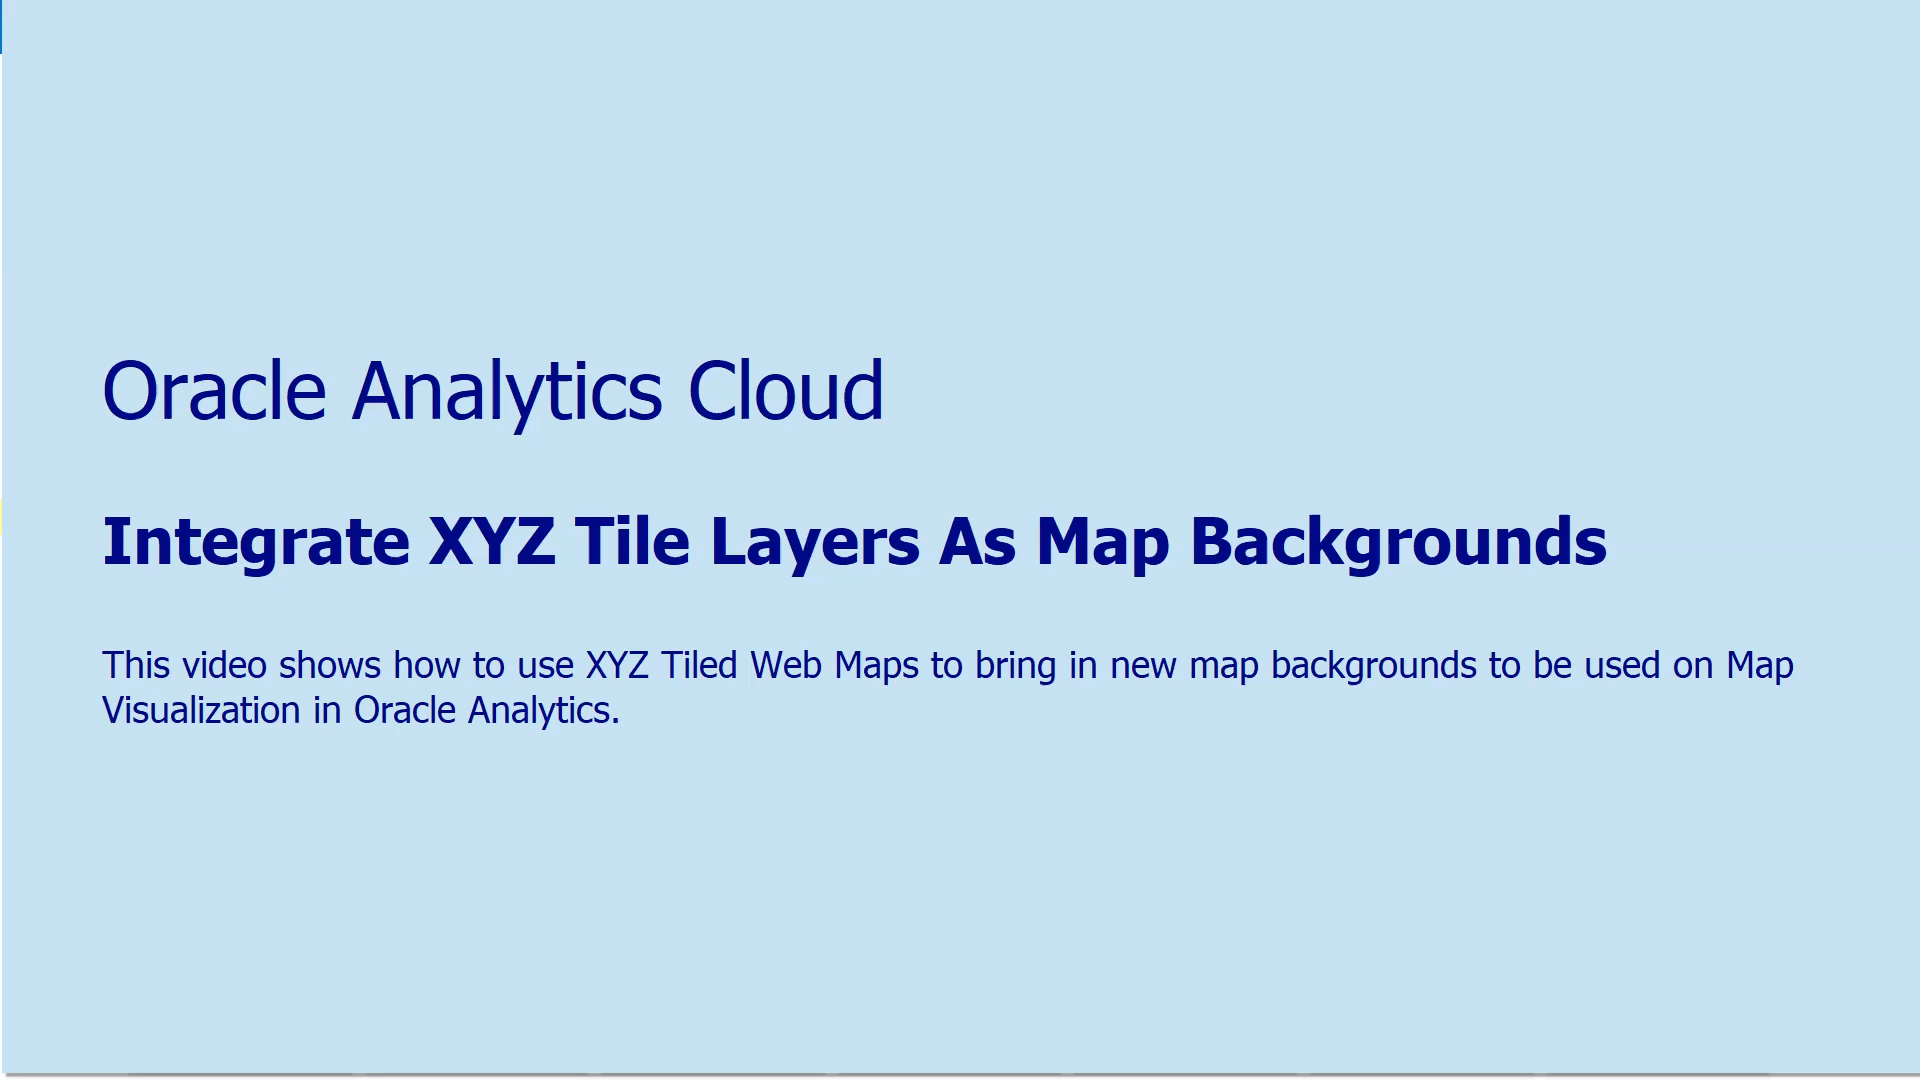 Oracle Analytics Cloud
Integrate XYZ Tile Layers As Map Backgrounds
This video shows how to use XYZ Tiled Web Maps to bring in new map backgrounds to be used on Map
Visualization in Oracle Analytics.